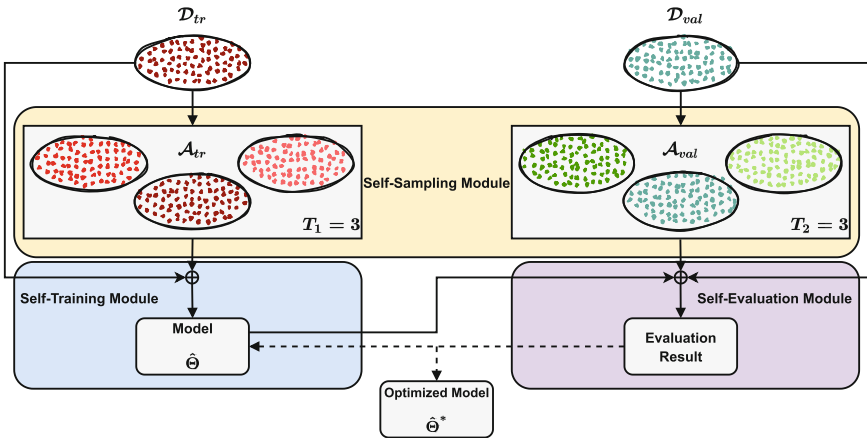 𝒟_tr
𝒟_val
𝒜_tr
𝒜_val
Self-Sampling Module
T_1 = 3
T_2 = 3
Self-Training Module
Self-Evaluation Module
Model
Θ̂
Evaluation
Result
Optimized Model
Θ̂^*